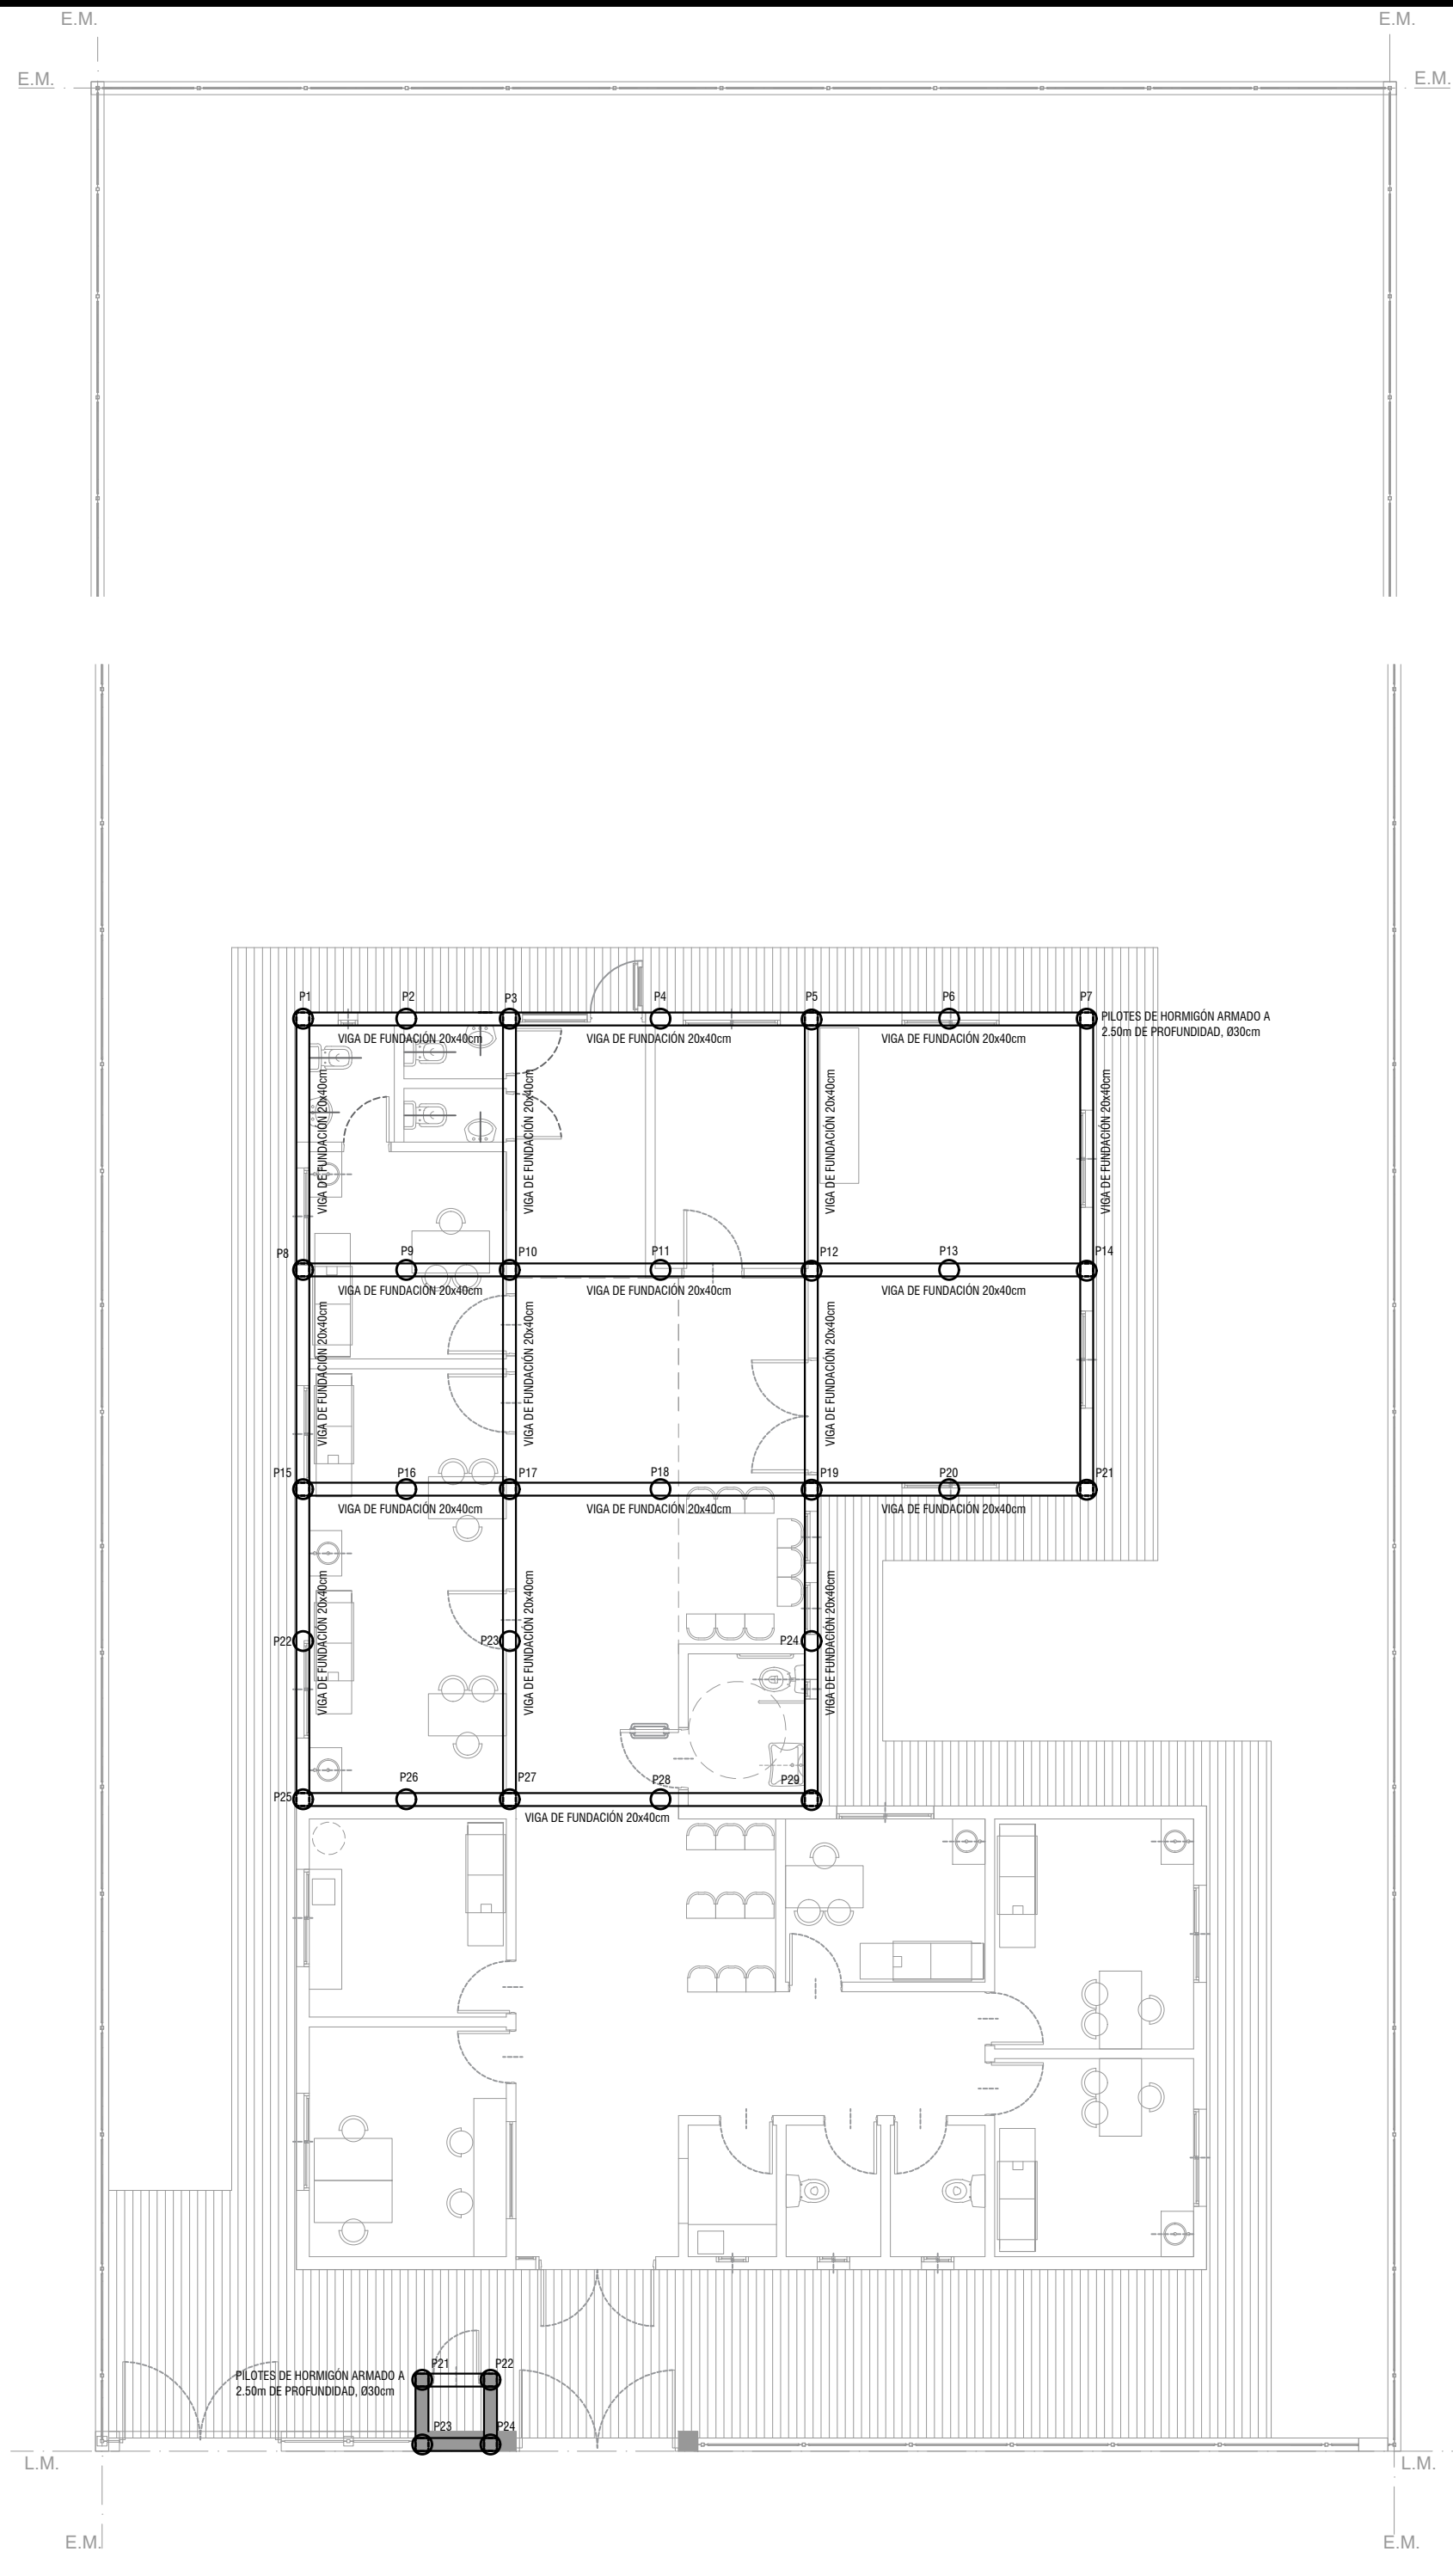 E.M.
E.M.
E.M.
E.M.
P1
P2
P3
P4
P5
P6
P7
PILOTES DE HORMIGÓN ARMADO A
2.50m DE PROFUNDIDAD, Ø30cm
VIGA DE FUNDACIÓN 20x40cm
VIGA DE FUNDACIÓN 20x40cm
VIGA DE FUNDACIÓN 20x40cm
VIGA DE FUNDACIÓN 20x40cm
VIGA DE FUNDACIÓN 20x40cm
VIGA DE FUNDACIÓN 20x40cm
VIGA DE FUNDACIÓN 20x40cm
P8
P9
P10
P11
P12
P13
P14
VIGA DE FUNDACIÓN 20x40cm
VIGA DE FUNDACIÓN 20x40cm
VIGA DE FUNDACIÓN 20x40cm
VIGA DE FUNDACIÓN 20x40cm
VIGA DE FUNDACIÓN 20x40cm
VIGA DE FUNDACIÓN 20x40cm
P15
P16
P17
P18
P19
P20
P21
VIGA DE FUNDACIÓN 20x40cm
VIGA DE FUNDACIÓN 20x40cm
VIGA DE FUNDACIÓN 20x40cm
VIGA DE FUNDACIÓN 20x40cm
VIGA DE FUNDACIÓN 20x40cm
VIGA DE FUNDACIÓN 20x40cm
P22
P23
P24
P25
P26
P27
P28
P29
VIGA DE FUNDACIÓN 20x40cm
P21
P22
PILOTES DE HORMIGÓN ARMADO A
2.50m DE PROFUNDIDAD, Ø30cm
P23
P24
L.M.
L.M.
E.M.
E.M.